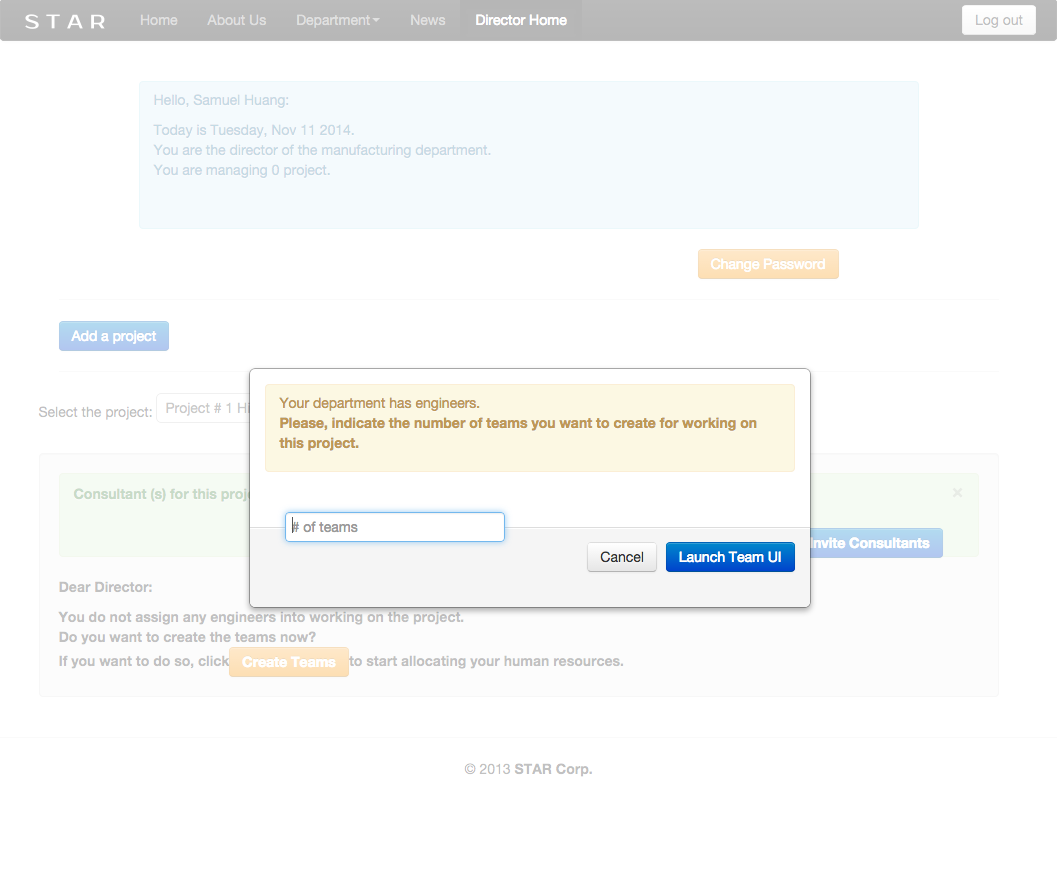 S T A R Home About Us Department News Director Home Log out
Hello, Samuel Huang:
Today is Tuesday, Nov 11 2014.
You are the director of the manufacturing department.
You are managing 0 project.
Change Password
Add a project
Select the project: Project # 1
Your department has engineers.
Please, indicate the number of teams you want to create for working on
this project.
Consultant (s) for this
×
# of teams
Invite Consultants
Cancel Launch Team UI
Dear Director:
You do not assign any engineers into working on the project.
Do you want to create the teams now?
If you want to do so, click Create Teams to start allocating your human resources.
© 2013 STAR Corp.